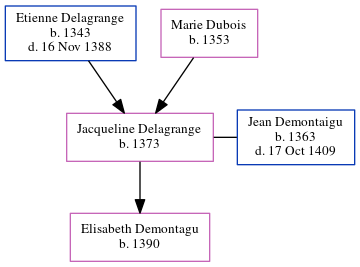 Etienne Delagrange
b. 1343
d. 16 Nov 1388
Marie Dubois
b. 1353
Jacqueline Delagrange
b. 1373
Jean Demontaigu
b. 1363
d. 17 Oct 1409
Elisabeth Demontagu
b. 1390